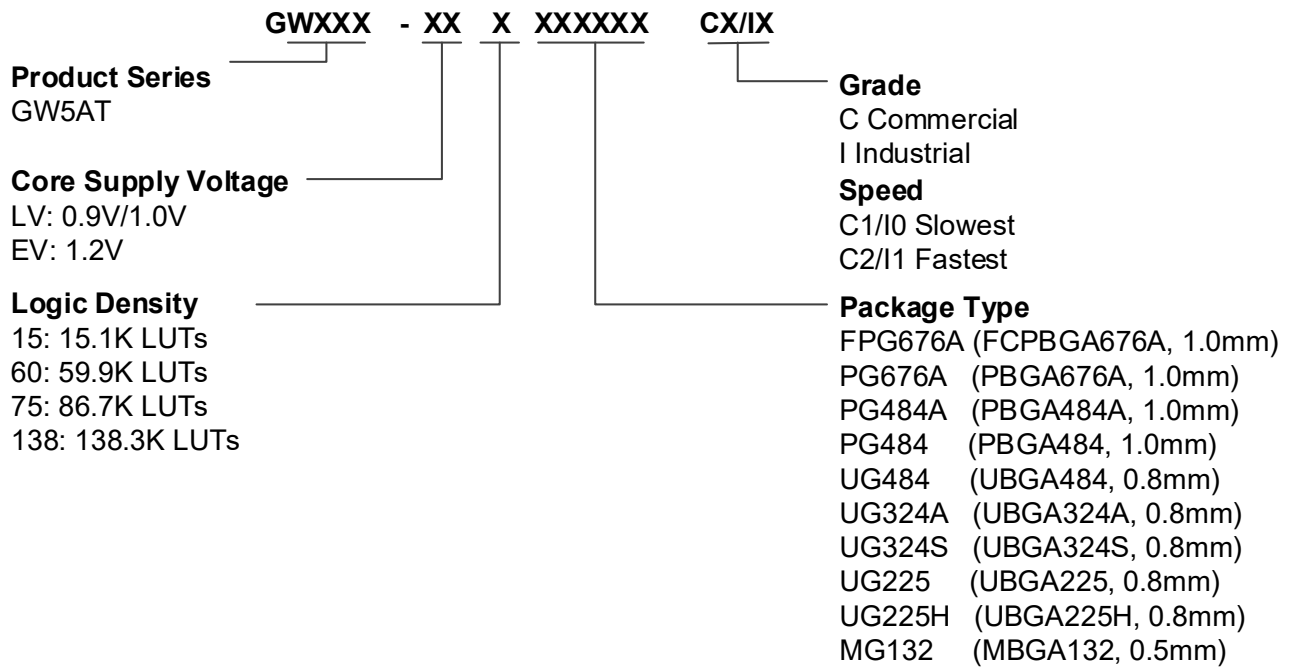 GWXXX - XX X XXXXXX CX/IX
Product Series
GW5AT
Core Supply Voltage
LV: 0.9V/1.0V
EV: 1.2V
Logic Density
15: 15.1K LUTs
60: 59.9K LUTs
75: 86.7K LUTs
138: 138.3K LUTs
Grade
C Commercial
I Industrial
Speed
C1/I0 Slowest
C2/I1 Fastest
Package Type
FPG676A (FCPBGA676A, 1.0mm)
PG676A (PBGA676A, 1.0mm)
PG484A (PBGA484A, 1.0mm)
PG484 (PBGA484, 1.0mm)
UG484 (UBGA484, 0.8mm)
UG324A (UBGA324A, 0.8mm)
UG324S (UBGA324S, 0.8mm)
UG225 (UBGA225, 0.8mm)
UG225H (UBGA225H, 0.8mm)
MG132 (MBGA132, 0.5mm)